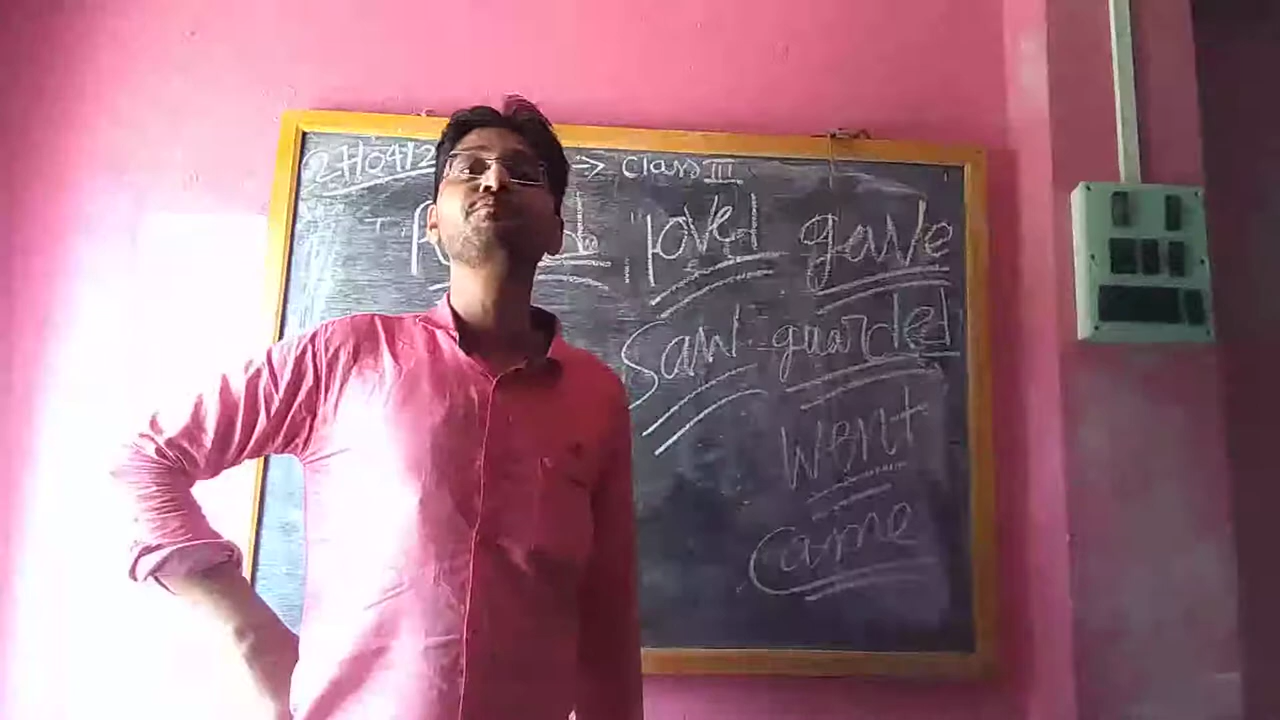 → Class III
loved gave
Saw guarded
Went
Came